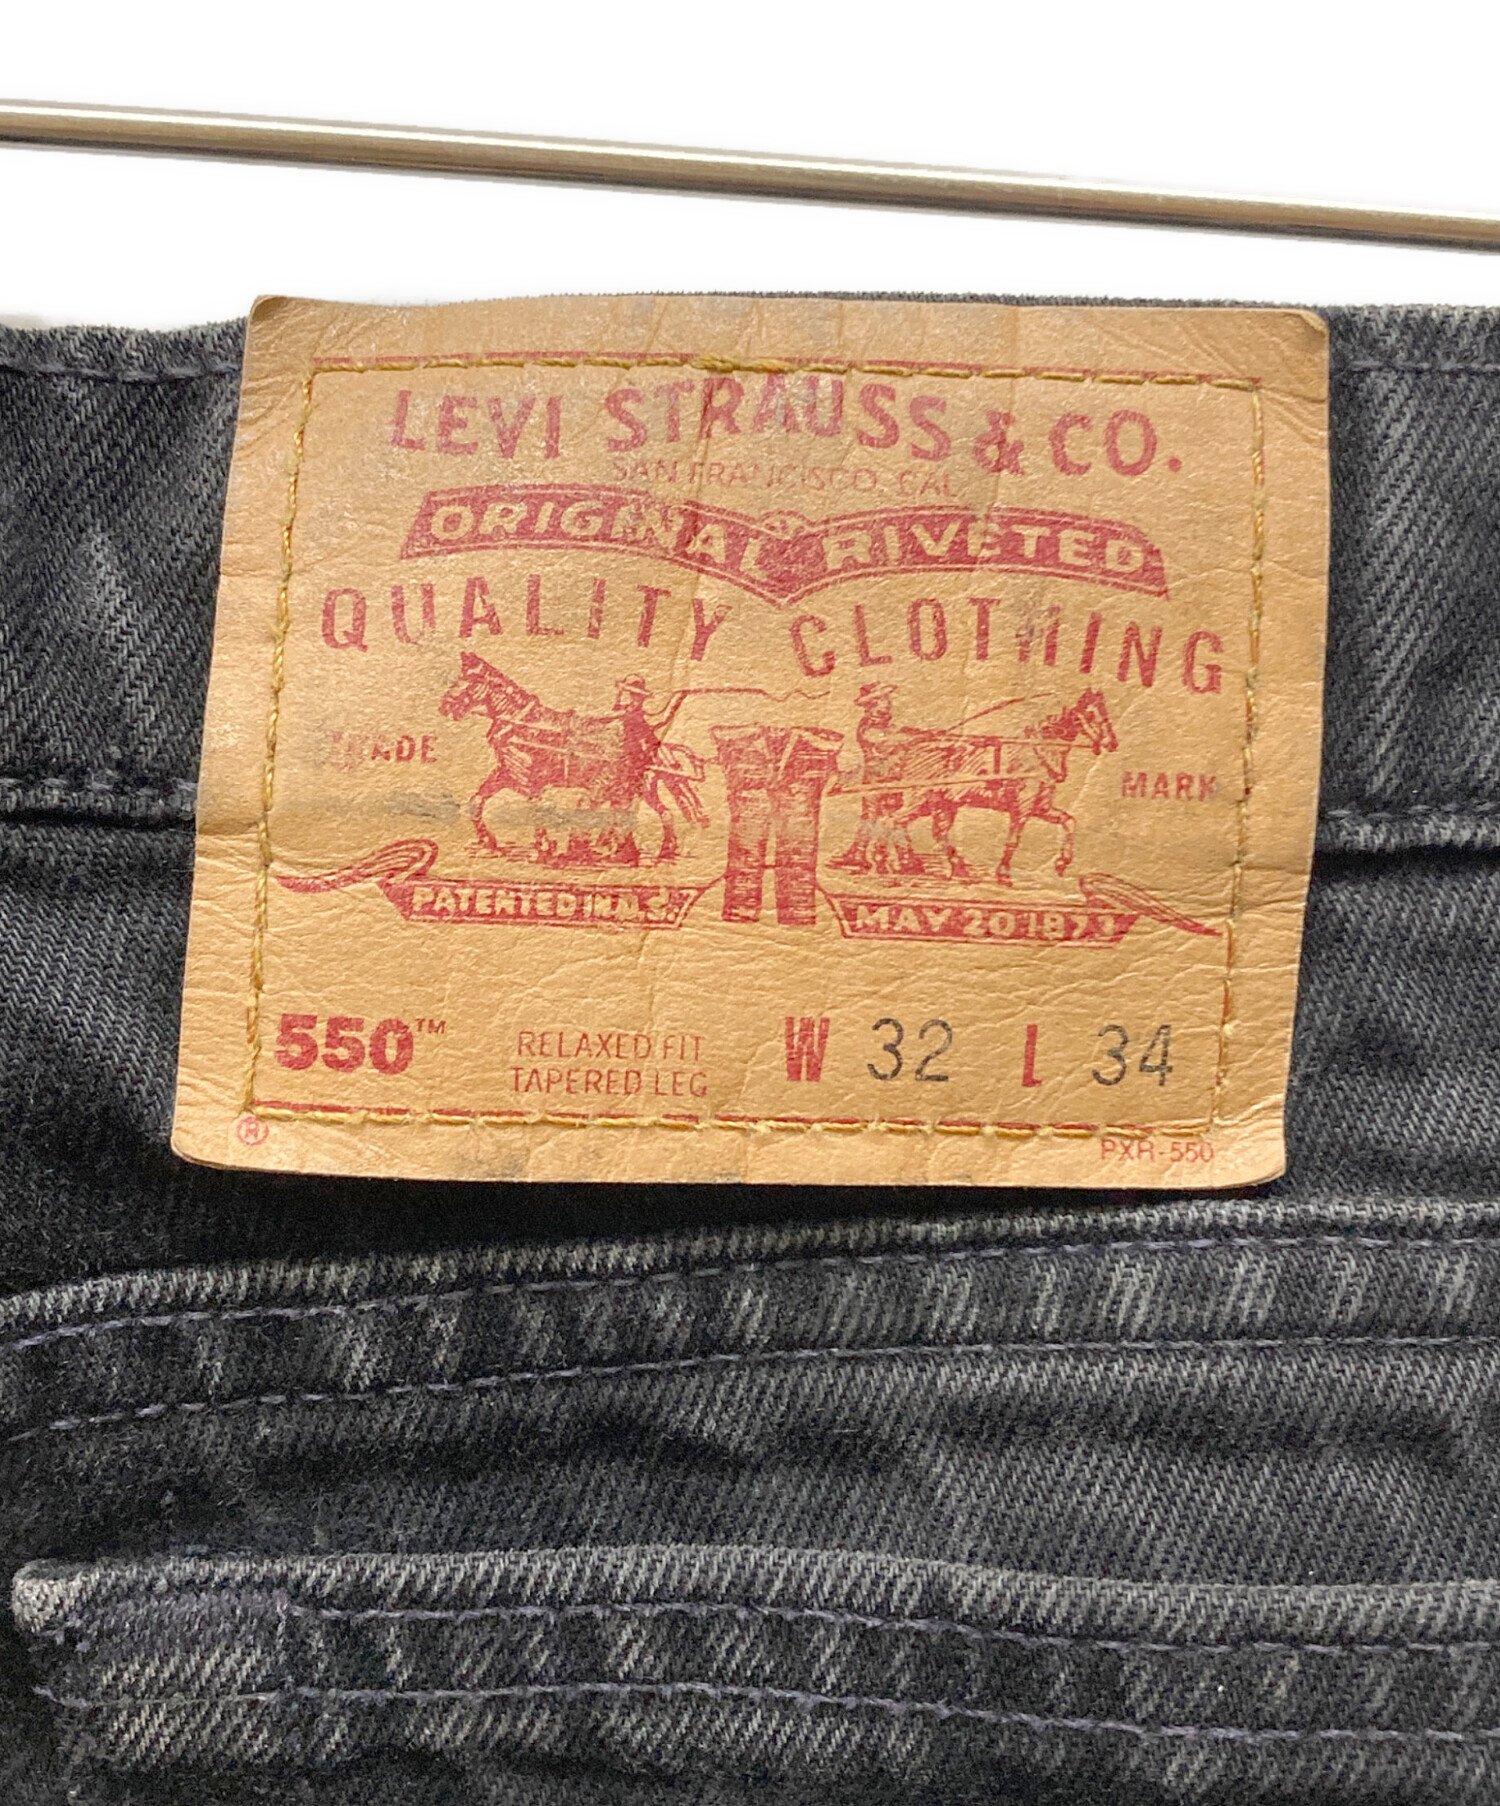 LEVI STRAUSS & CO.
SAN FRANCISCO, CAL
ORIGINAL RIVETED
QUALITY CLOTHING
TRADE MARK
PATENTED IN U.S. MAY 20 1873
550™ RELAXED FIT W 32 L 34
TAPERED LEG
® PXR-550